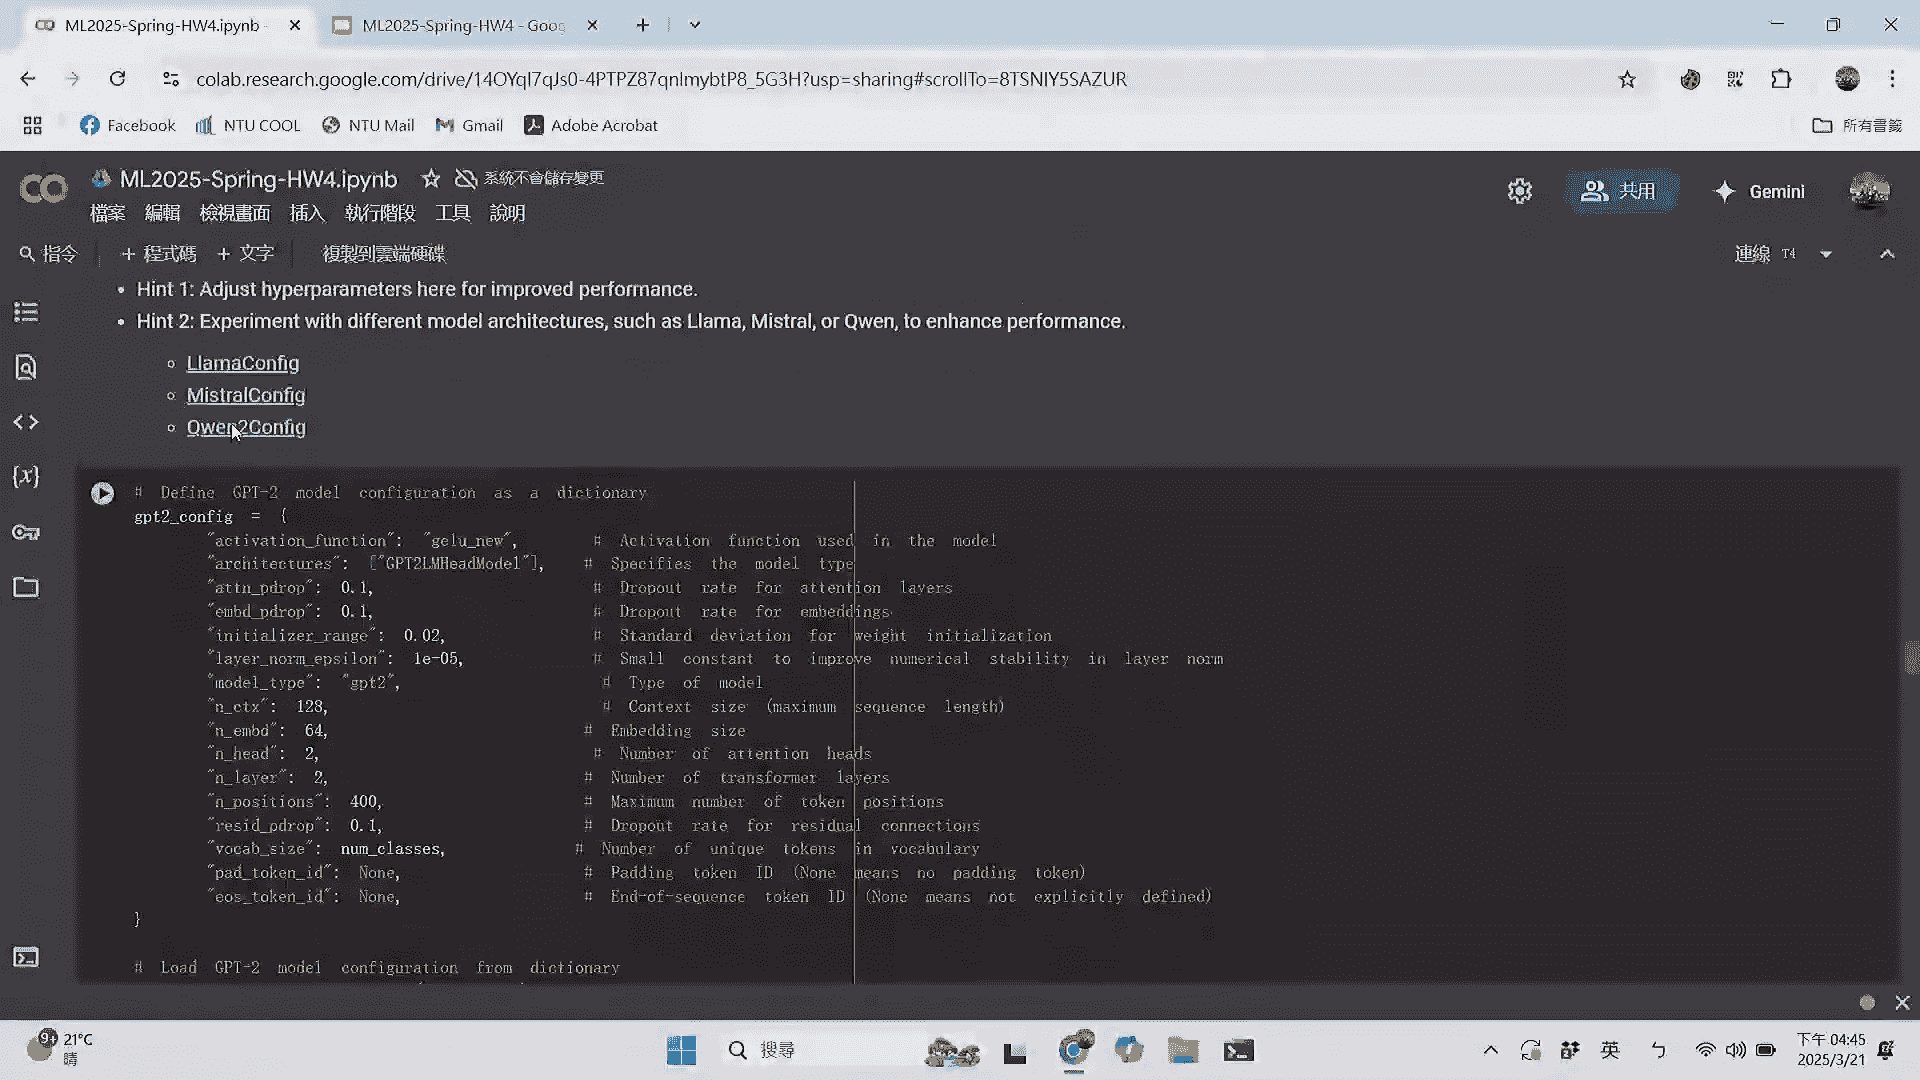 ML2025-Spring-HW4.ipynb -
ML2025-Spring-HW4 - Goog
colab.research.google.com/drive/14OYql7qJs0-4PTPZ87qnlmybtP8_5G3H?usp=sharing#scrollTo=8TSNIY5SAZUR
Facebook
NTU COOL
NTU Mail
Gmail
Adobe Acrobat
所有書籤
ML2025-Spring-HW4.ipynb
系統不會儲存變更
檔案 編輯 檢視畫面 插入 執行階段 工具 說明
共用
Gemini
指令
+ 程式碼
+ 文字
複製到雲端硬碟
連線 T4
• Hint 1: Adjust hyperparameters here for improved performance.
• Hint 2: Experiment with different model architectures, such as Llama, Mistral, or Qwen, to enhance performance.
LlamaConfig
MistralConfig
Qwen2Config
# Define GPT-2 model configuration as a dictionary
gpt2_config = {
"activation_function": "gelu_new", # Activation function used in the model
"architectures": ["GPT2LMHeadModel"], # Specifies the model type
"attn_pdrop": 0.1, # Dropout rate for attention layers
"embd_pdrop": 0.1, # Dropout rate for embeddings
"initializer_range": 0.02, # Standard deviation for weight initialization
"layer_norm_epsilon": 1e-05, # Small constant to improve numerical stability in layer norm
"model_type": "gpt2", # Type of model
"n_ctx": 128, # Context size (maximum sequence length)
"n_embd": 64, # Embedding size
"n_head": 2, # Number of attention heads
"n_layer": 2, # Number of transformer layers
"n_positions": 400, # Maximum number of token positions
"resid_pdrop": 0.1, # Dropout rate for residual connections
"vocab_size": num_classes, # Number of unique tokens in vocabulary
"pad_token_id": None, # Padding token ID (None means no padding token)
"eos_token_id": None, # End-of-sequence token ID (None means not explicitly defined)
}
# Load GPT-2 model configuration from dictionary
9+
21°C
晴
搜尋
英
ㄅ
下午 04:45
2025/3/21